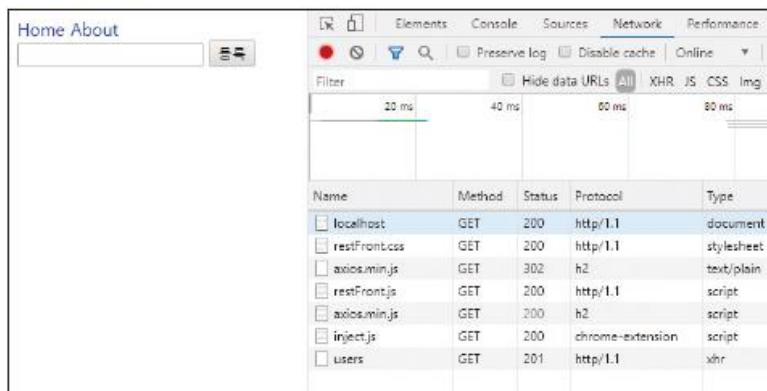 Home About
등록
Elements Console Sources Network Performance
Preserve log Disable cache Online
Filter Hide data URLs All XHR JS CSS Img
20 ms 40 ms 60 ms 80 ms
Name Method Status Protocol Type
localhost GET 200 http/1.1 document
restFront.css GET 200 http/1.1 stylesheet
axios.min.js GET 302 h2 text/plain
restFront.js GET 200 http/1.1 script
axios.min.js GET 200 h2 script
inject.js GET 200 chrome-extension script
users GET 201 http/1.1 xhr